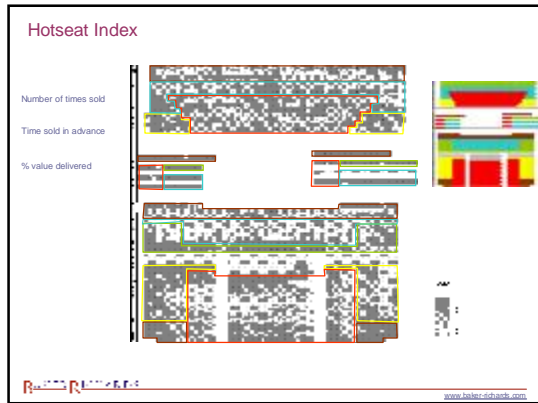 Hotseat Index
Number of times sold
Time sold in advance
% value delivered
www.baker-richards.com